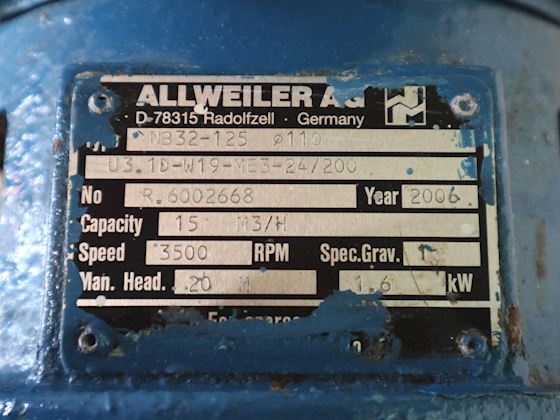 ALLWEILER AG
D-78315 Radolfzell · Germany
NB32-125 ø110
U3.1D-W19-ME3-24/200
No R.6002668 Year 2006
Capacity 15 M3/H
Speed 3500 RPM Spec.Grav. 1
Man. Head. 20 M 1.6 kW